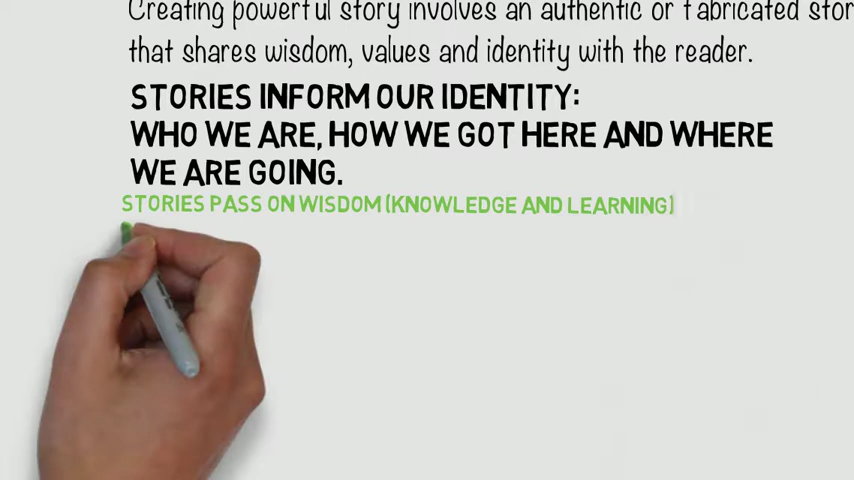 Creating powerful story involves an authentic or fabricated
that shares wisdom, values and identity with the reader.
STORIES INFORM OUR IDENTITY:
WHO WE ARE, HOW WE GOT HERE AND WHERE
WE ARE GOING.
STORIES PASS ON WISDOM (KNOWLEDGE AND LEARNING)